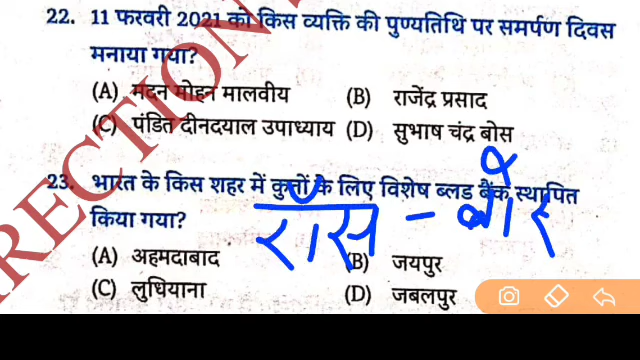 22. 11 फरवरी 2021 को किस व्यक्ति की पुण्यतिथि पर समर्पण दिवस
मनाया गया?
(A) मदन मोहन मालवीय (B) राजेंद्र प्रसाद
(C) पंडित दीनदयाल उपाध्याय (D) सुभाष चंद्र बोस
23. भारत के किस शहर में कुत्तों के लिए विशेष ब्लड बैंक स्थापित
किया गया?
(A) अहमदाबाद (B) जयपुर
(C) लुधियाना (D) जबलपुर
RECTION